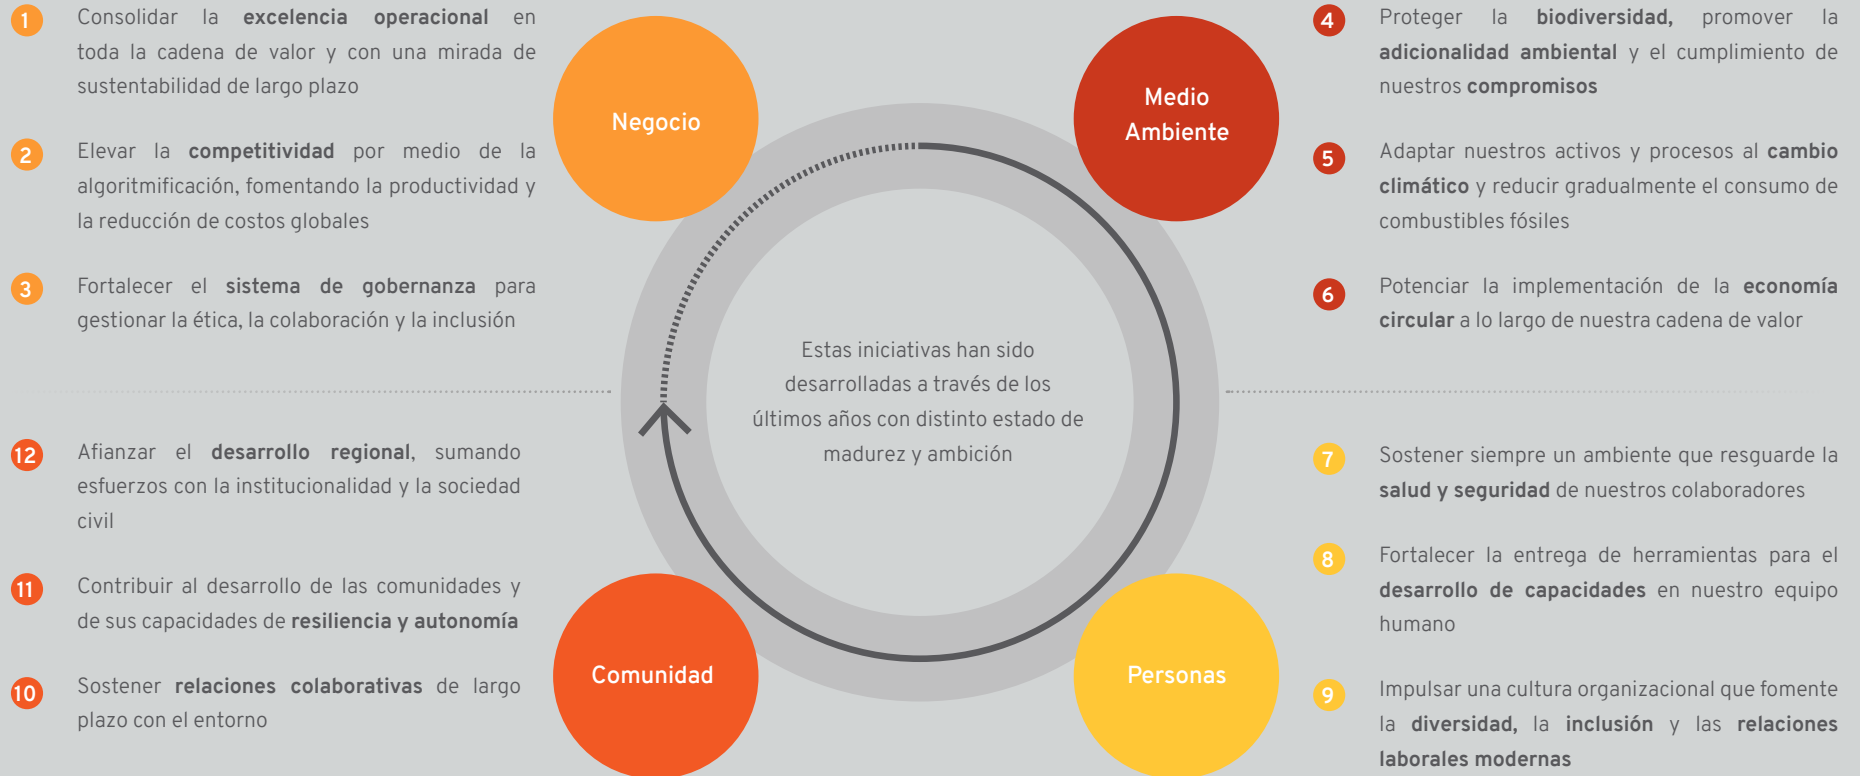 1
Consolidar la excelencia operacional en
toda la cadena de valor y con una mirada de
sustentabilidad de largo plazo
2
Elevar la competitividad por medio de la
algoritmificación, fomentando la productividad y
la reducción de costos globales
3
Fortalecer el sistema de gobernanza para
gestionar la ética, la colaboración y la inclusión
Negocio
Medio
Ambiente
4
Proteger la biodiversidad, promover la
adicionalidad ambiental y el cumplimiento de
nuestros compromisos
5
Adaptar nuestros activos y procesos al cambio
climático y reducir gradualmente el consumo de
combustibles fósiles
6
Potenciar la implementación de la economía
circular a lo largo de nuestra cadena de valor
Estas iniciativas han sido
desarrolladas a través de los
últimos años con distinto estado de
madurez y ambición
12
Afianzar el desarrollo regional, sumando
esfuerzos con la institucionalidad y la sociedad
civil
11
Contribuir al desarrollo de las comunidades y
de sus capacidades de resiliencia y autonomía
10
Sostener relaciones colaborativas de largo
plazo con el entorno
Comunidad
Personas
7
Sostener siempre un ambiente que resguarde la
salud y seguridad de nuestros colaboradores
8
Fortalecer la entrega de herramientas para el
desarrollo de capacidades en nuestro equipo
humano
9
Impulsar una cultura organizacional que fomente
la diversidad, la inclusión y las relaciones
laborales modernas